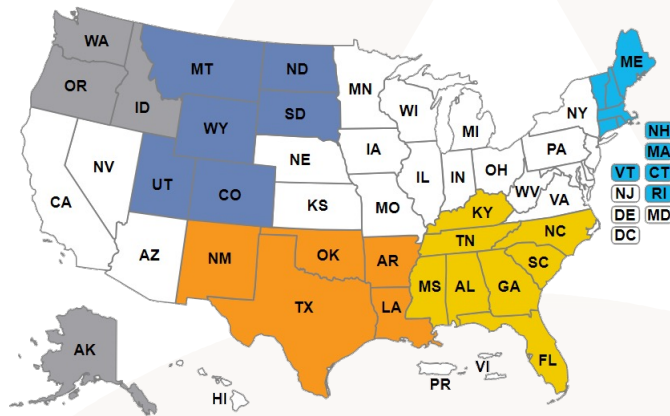 WA
ME
MT
ND
OR
MN
ID
WI
SD
NY
MI
WY
NH
MA
IA
PA
NE
NV
OH
VT
CT
IL
IN
UT
NJ
RI
CO
WV
VA
CA
KS
MO
DE
MD
KY
DC
NC
TN
AZ
OK
AR
NM
SC
MS
AL
GA
TX
LA
AK
FL
VI
PR
HI